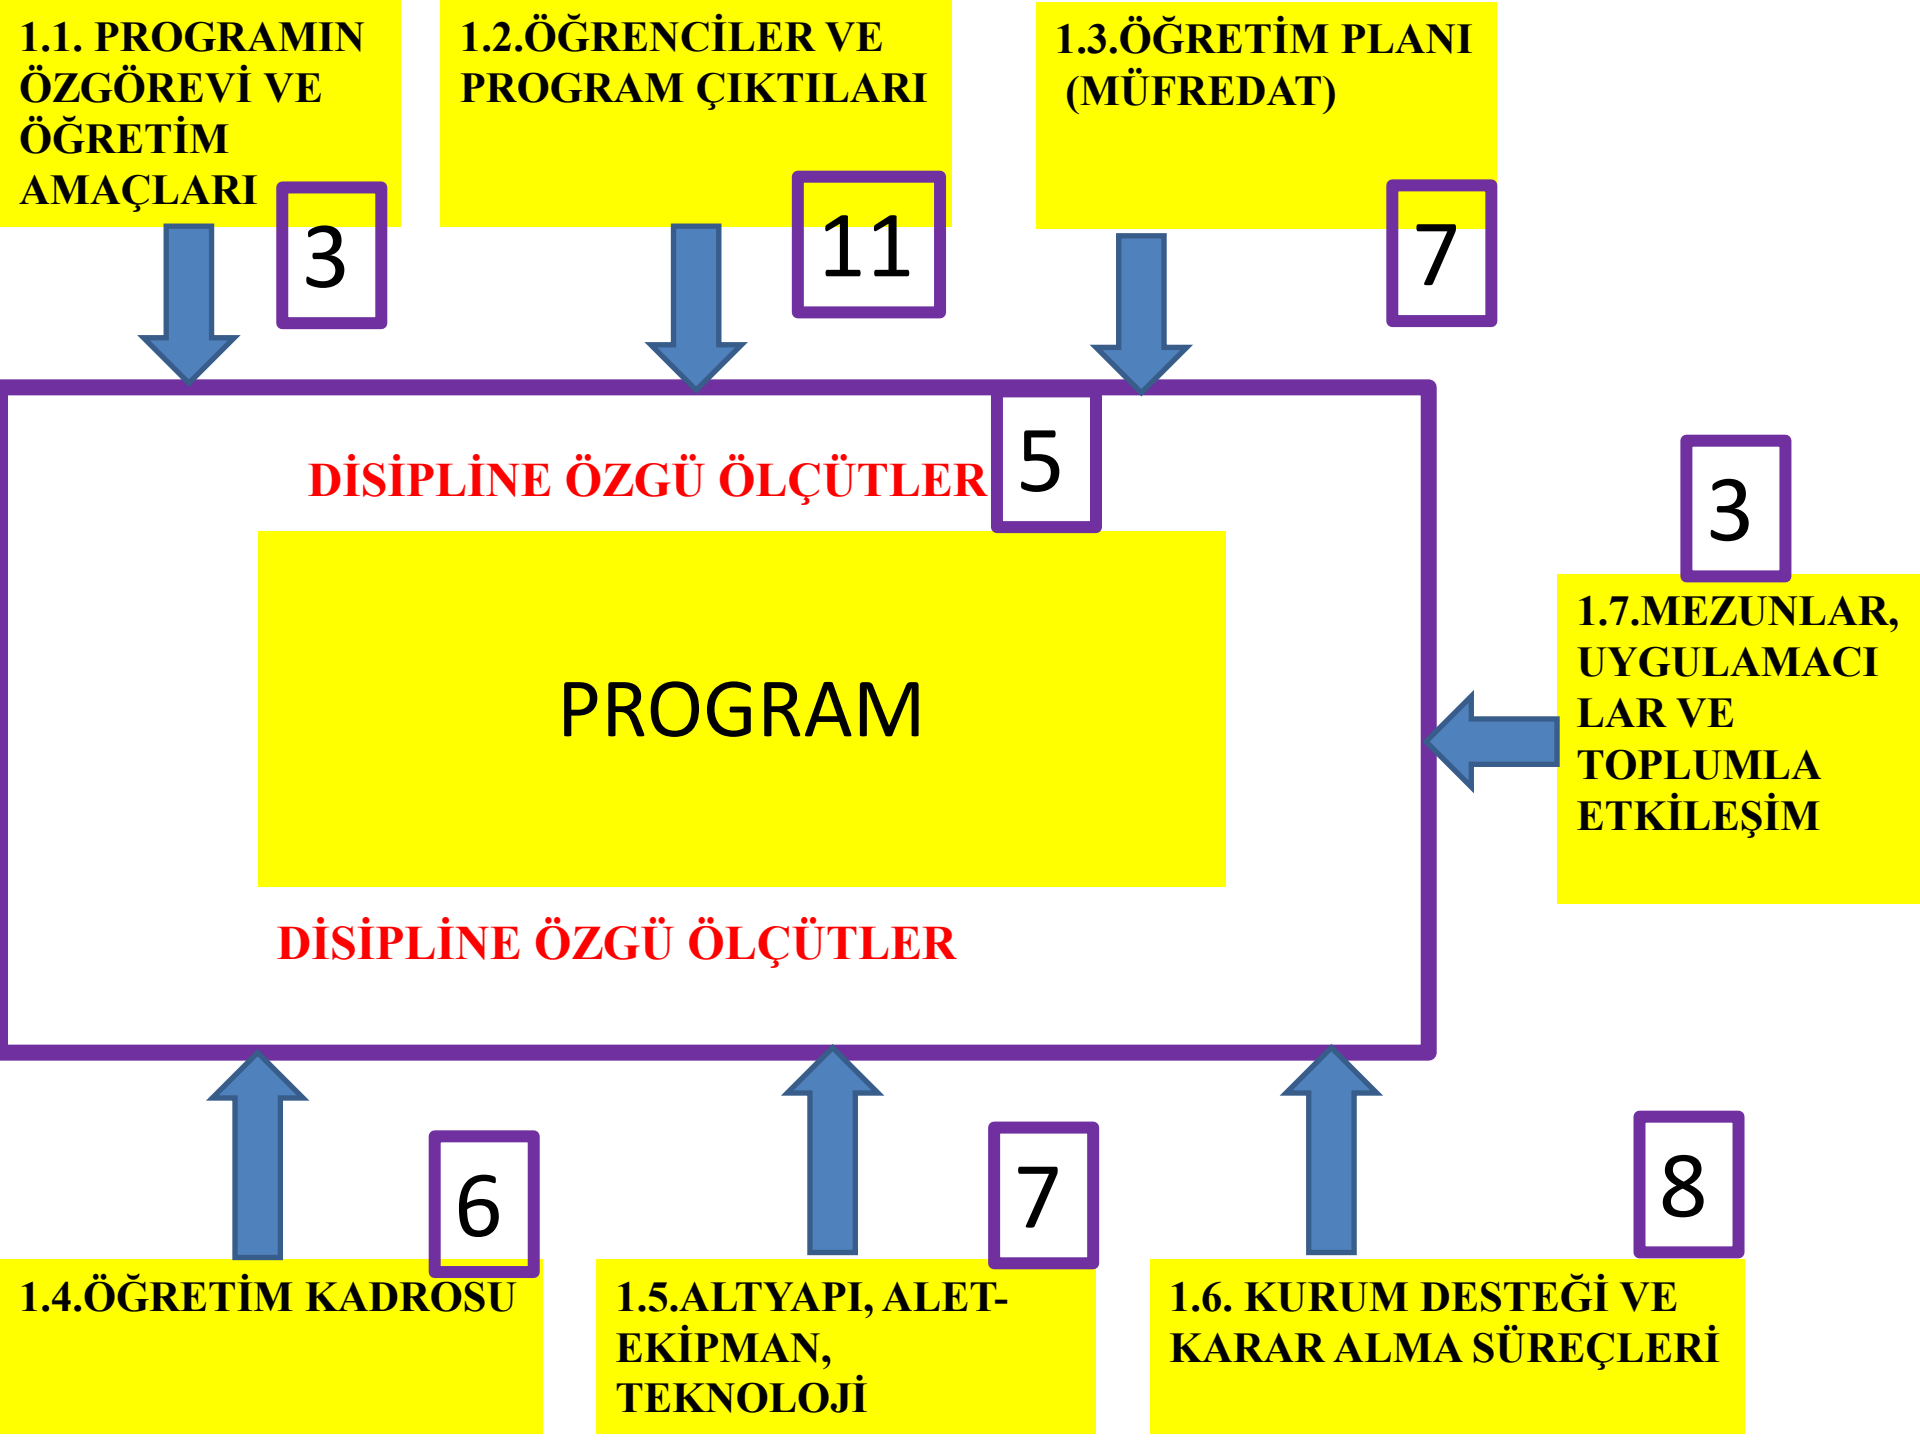 1.1. PROGRAMIN
ÖZGÖREVİ VE
ÖĞRETİM
AMAÇLARI
3
1.2.ÖĞRENCİLER VE
PROGRAM ÇIKTILARI
11
1.3.ÖĞRETİM PLANI
(MÜFREDAT)
7
DİSİPLİNE ÖZGÜ ÖLÇÜTLER
5
PROGRAM
DİSİPLİNE ÖZGÜ ÖLÇÜTLER
3
1.7.MEZUNLAR,
UYGULAMACI
LAR VE
TOPLUMLA
ETKİLEŞİM
6
1.4.ÖĞRETİM KADROSU
7
1.5.ALTYAPI, ALET-
EKİPMAN,
TEKNOLOJİ
8
1.6. KURUM DESTEĞİ VE
KARAR ALMA SÜREÇLERİ